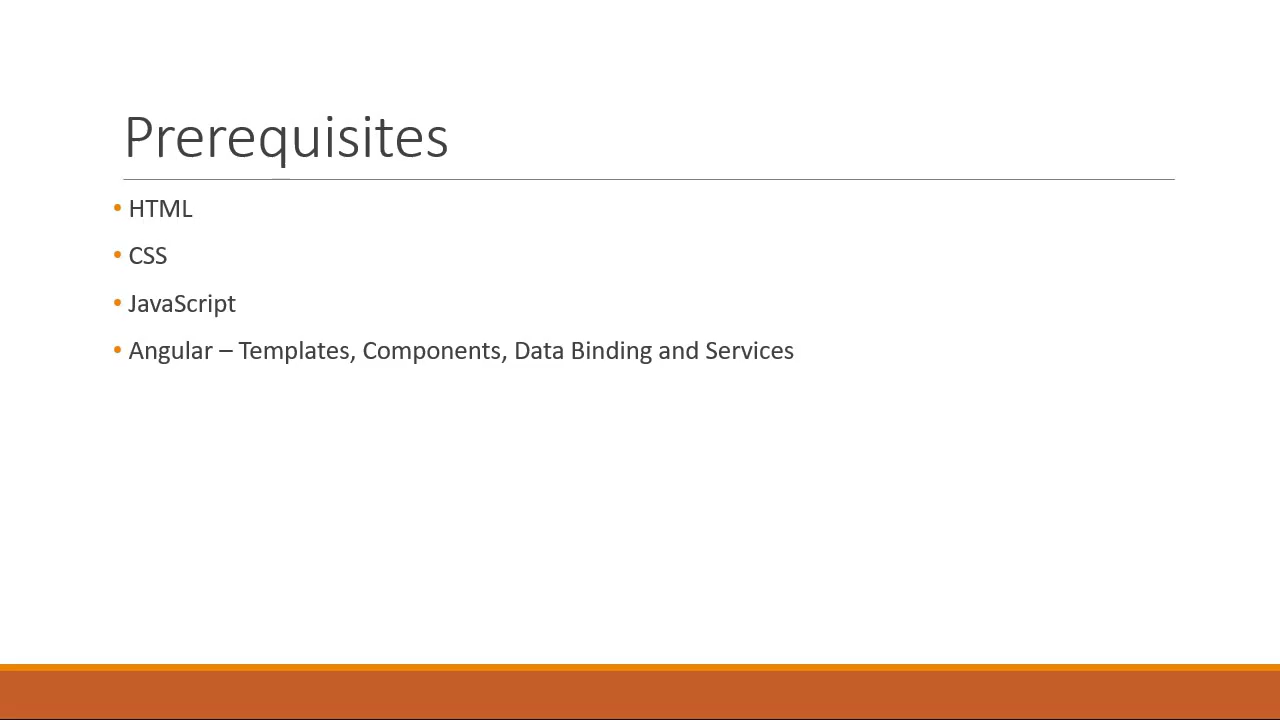 Prerequisites
• HTML
• CSS
• JavaScript
• Angular – Templates, Components, Data Binding and Services